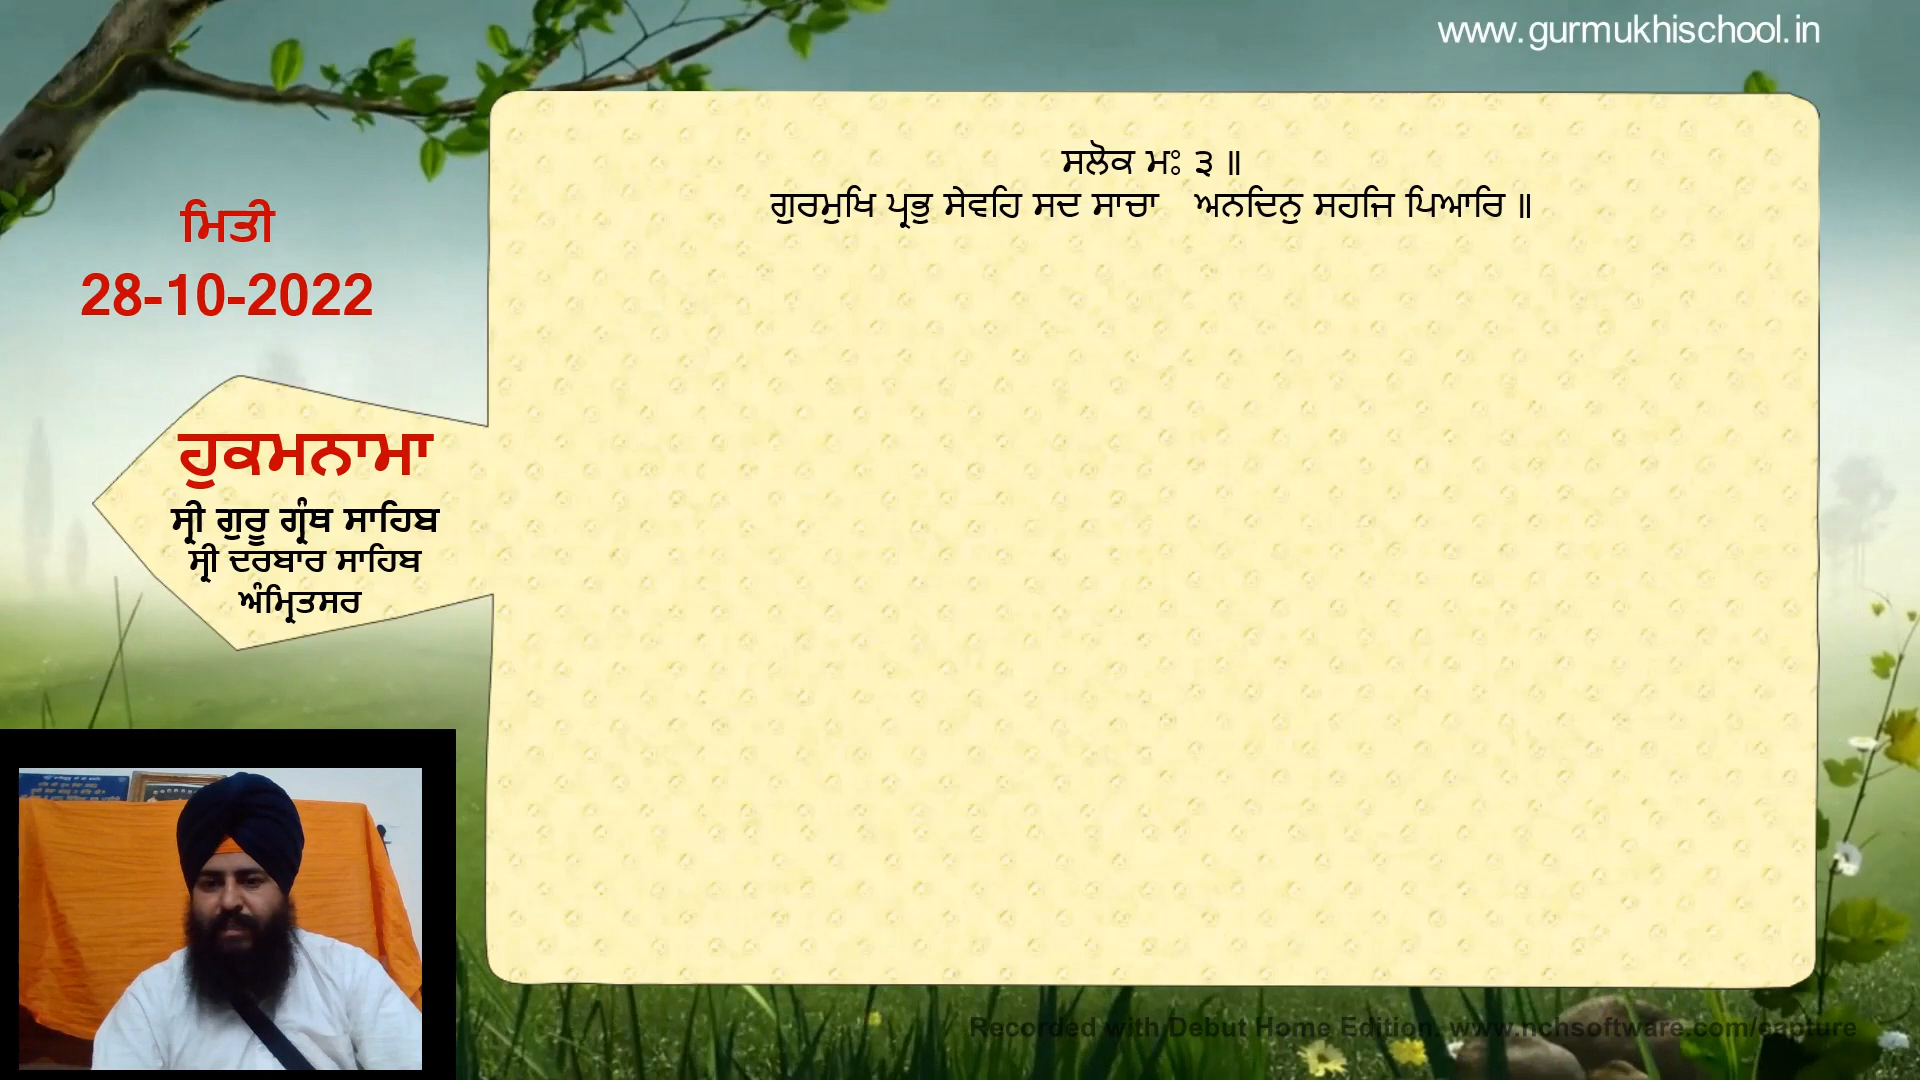 www.gurmukhischool.in
ਸਲੋਕ ਮਃ ੩ ॥
ਗੁਰਮੁਖਿ ਪ੍ਰਭੁ ਸੇਵਹਿ ਸਦ ਸਾਚਾ ਅਨਦਿਨੁ ਸਹਜਿ ਪਿਆਰਿ ॥
ਮਿਤੀ
28-10-2022
ਹੁਕਮਨਾਮਾ
ਸ੍ਰੀ ਗੁਰੂ ਗ੍ਰੰਥ ਸਾਹਿਬ
ਸ੍ਰੀ ਦਰਬਾਰ ਸਾਹਿਬ
ਅੰਮ੍ਰਿਤਸਰ
Recorded with Debut Home Edition. www.nchsoftware.com/capture